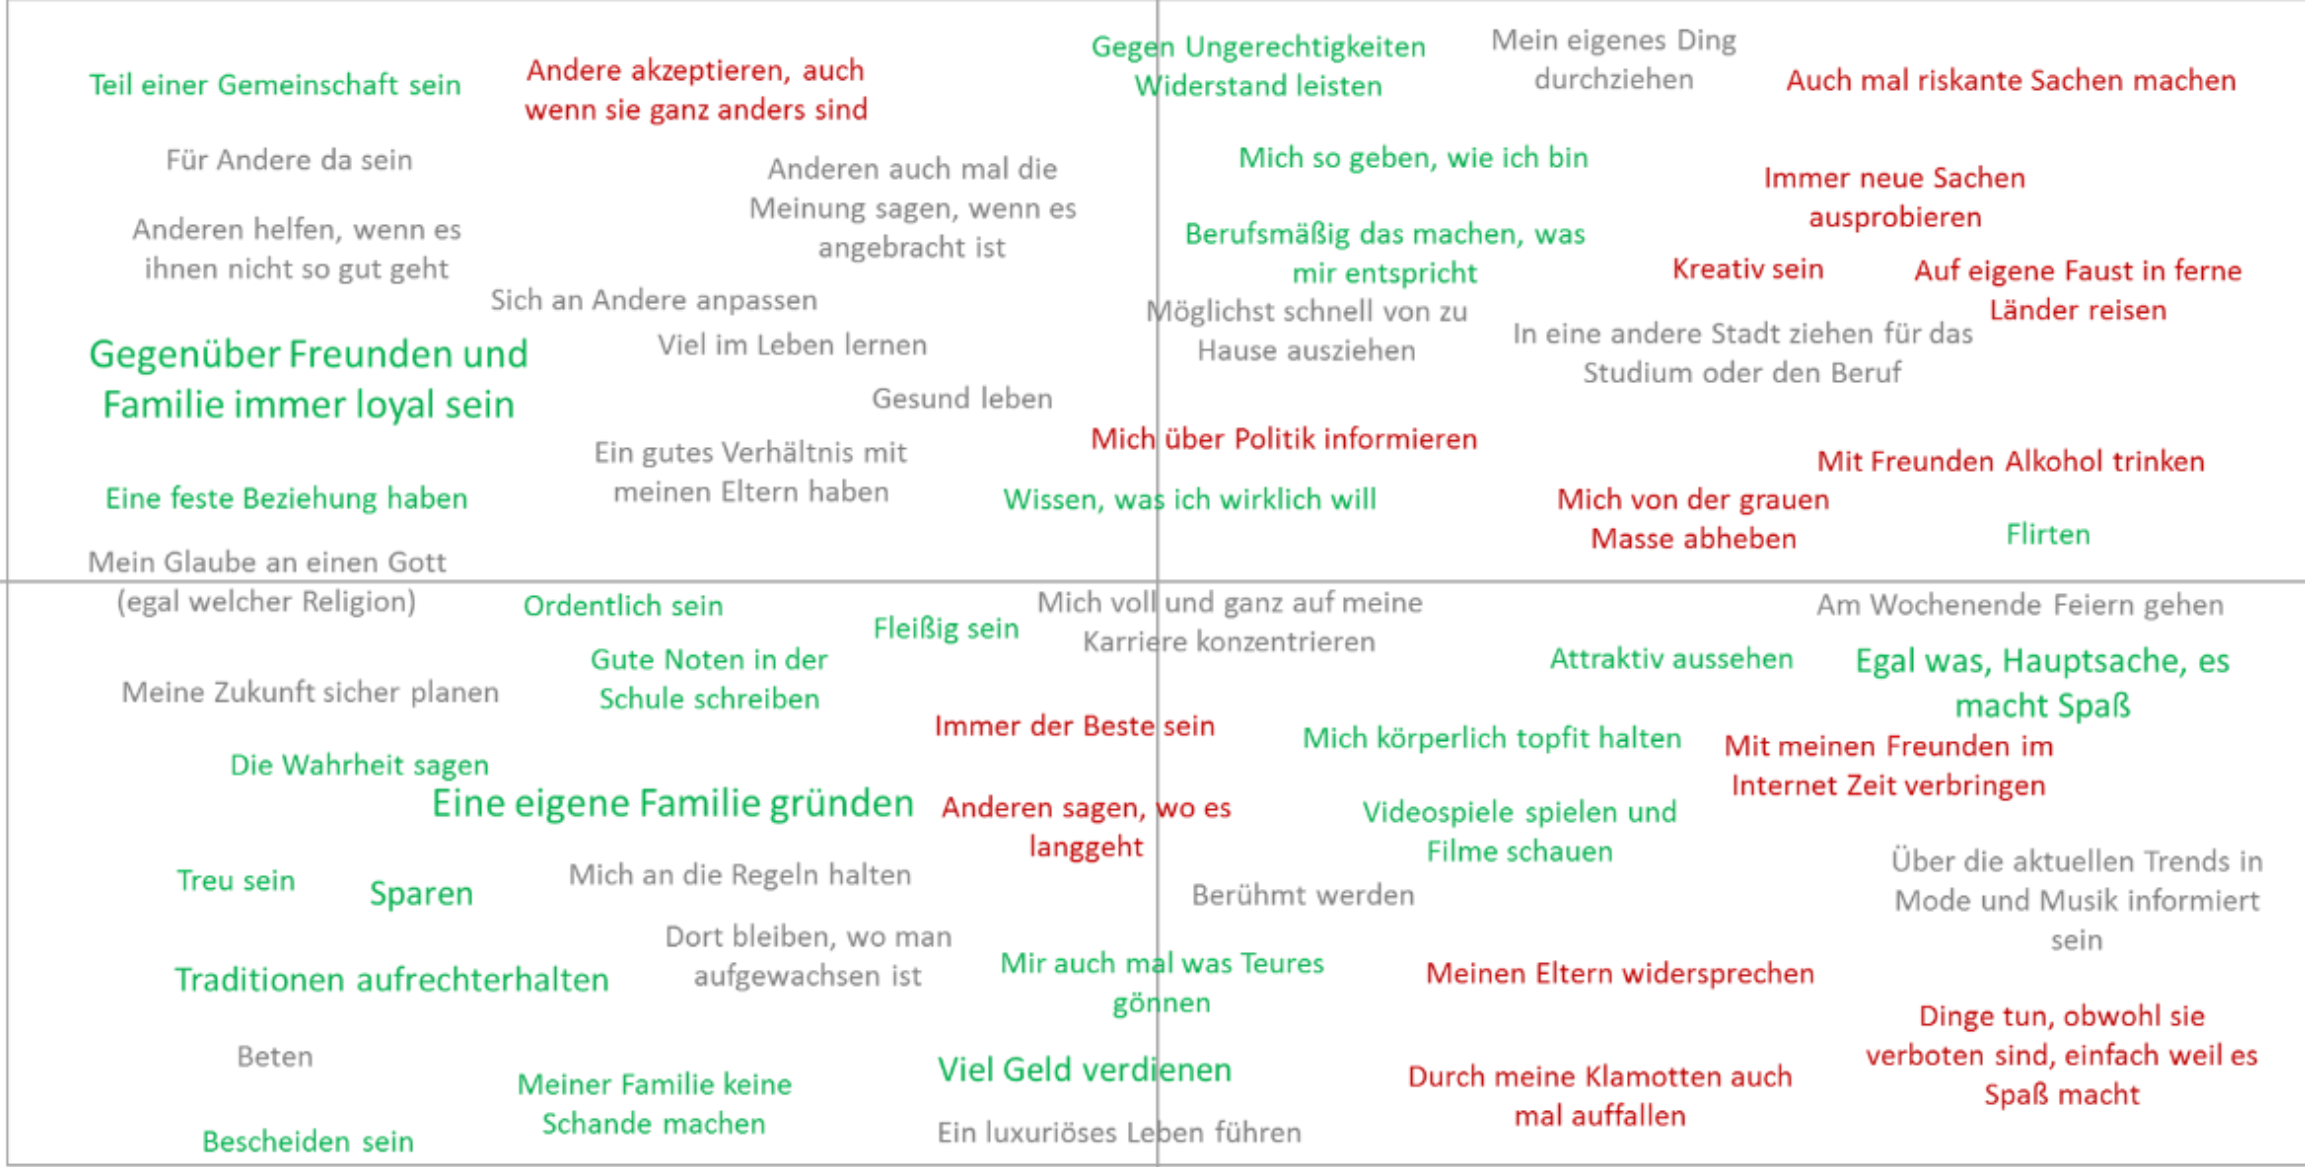 Teil einer Gemeinschaft sein
Andere akzeptieren, auch
wenn sie ganz anders sind
Gegen Ungerechtigkeiten
Widerstand leisten
Mein eigenes Ding
durchziehen
Auch mal riskante Sachen machen
Für Andere da sein
Anderen auch mal die
Meinung sagen, wenn es
angebracht ist
Mich so geben, wie ich bin
Immer neue Sachen
ausprobieren
Anderen helfen, wenn es
ihnen nicht so gut geht
Berufsmäßig das machen, was
mir entspricht
Kreativ sein
Auf eigene Faust in ferne
Länder reisen
Sich an Andere anpassen
Möglichst schnell von zu
Hause ausziehen
In eine andere Stadt ziehen für das
Studium oder den Beruf
Gegenüber Freunden und
Familie immer loyal sein
Viel im Leben lernen
Gesund leben
Mich über Politik informieren
Ein gutes Verhältnis mit
meinen Eltern haben
Mit Freunden Alkohol trinken
Eine feste Beziehung haben
Wissen, was ich wirklich will
Mich von der grauen
Masse abheben
Flirten
Mein Glaube an einen Gott
(egal welcher Religion)
Ordentlich sein
Fleißig sein
Mich voll und ganz auf meine
Karriere konzentrieren
Am Wochenende Feiern gehen
Gute Noten in der
Schule schreiben
Attraktiv aussehen
Egal was, Hauptsache, es
macht Spaß
Meine Zukunft sicher planen
Immer der Beste sein
Mich körperlich topfit halten
Mit meinen Freunden im
Internet Zeit verbringen
Die Wahrheit sagen
Eine eigene Familie gründen
Anderen sagen, wo es
langgeht
Videospiele spielen und
Filme schauen
Treu sein
Sparen
Mich an die Regeln halten
Berühmt werden
Über die aktuellen Trends in
Mode und Musik informiert
sein
Dort bleiben, wo man
aufgewachsen ist
Traditionen aufrechterhalten
Mir auch mal was Teures
gönnen
Meinen Eltern widersprechen
Dinge tun, obwohl sie
verboten sind, einfach weil es
Spaß macht
Beten
Meiner Familie keine
Schande machen
Viel Geld verdienen
Durch meine Klamotten auch
mal auffallen
Bescheiden sein
Ein luxuriöses Leben führen